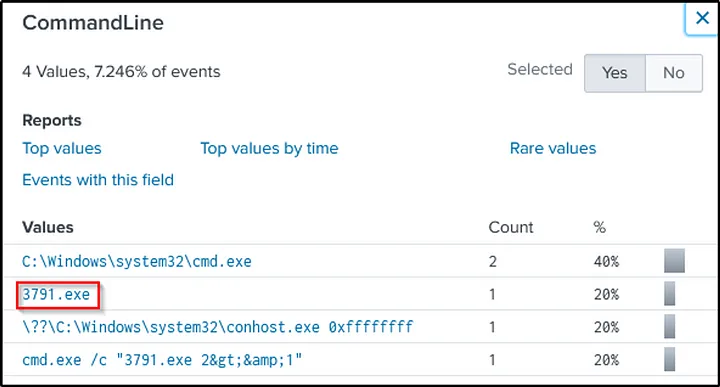 CommandLine
×
4 Values, 7.246% of events
Selected Yes No
Reports
Top values Top values by time Rare values
Events with this field
Values Count %
C:\Windows\system32\cmd.exe 2 40%
3791.exe 1 20%
\??\C:\Windows\system32\conhost.exe 0xffffffff 1 20%
cmd.exe /c "3791.exe 2&gt;&amp;1" 1 20%